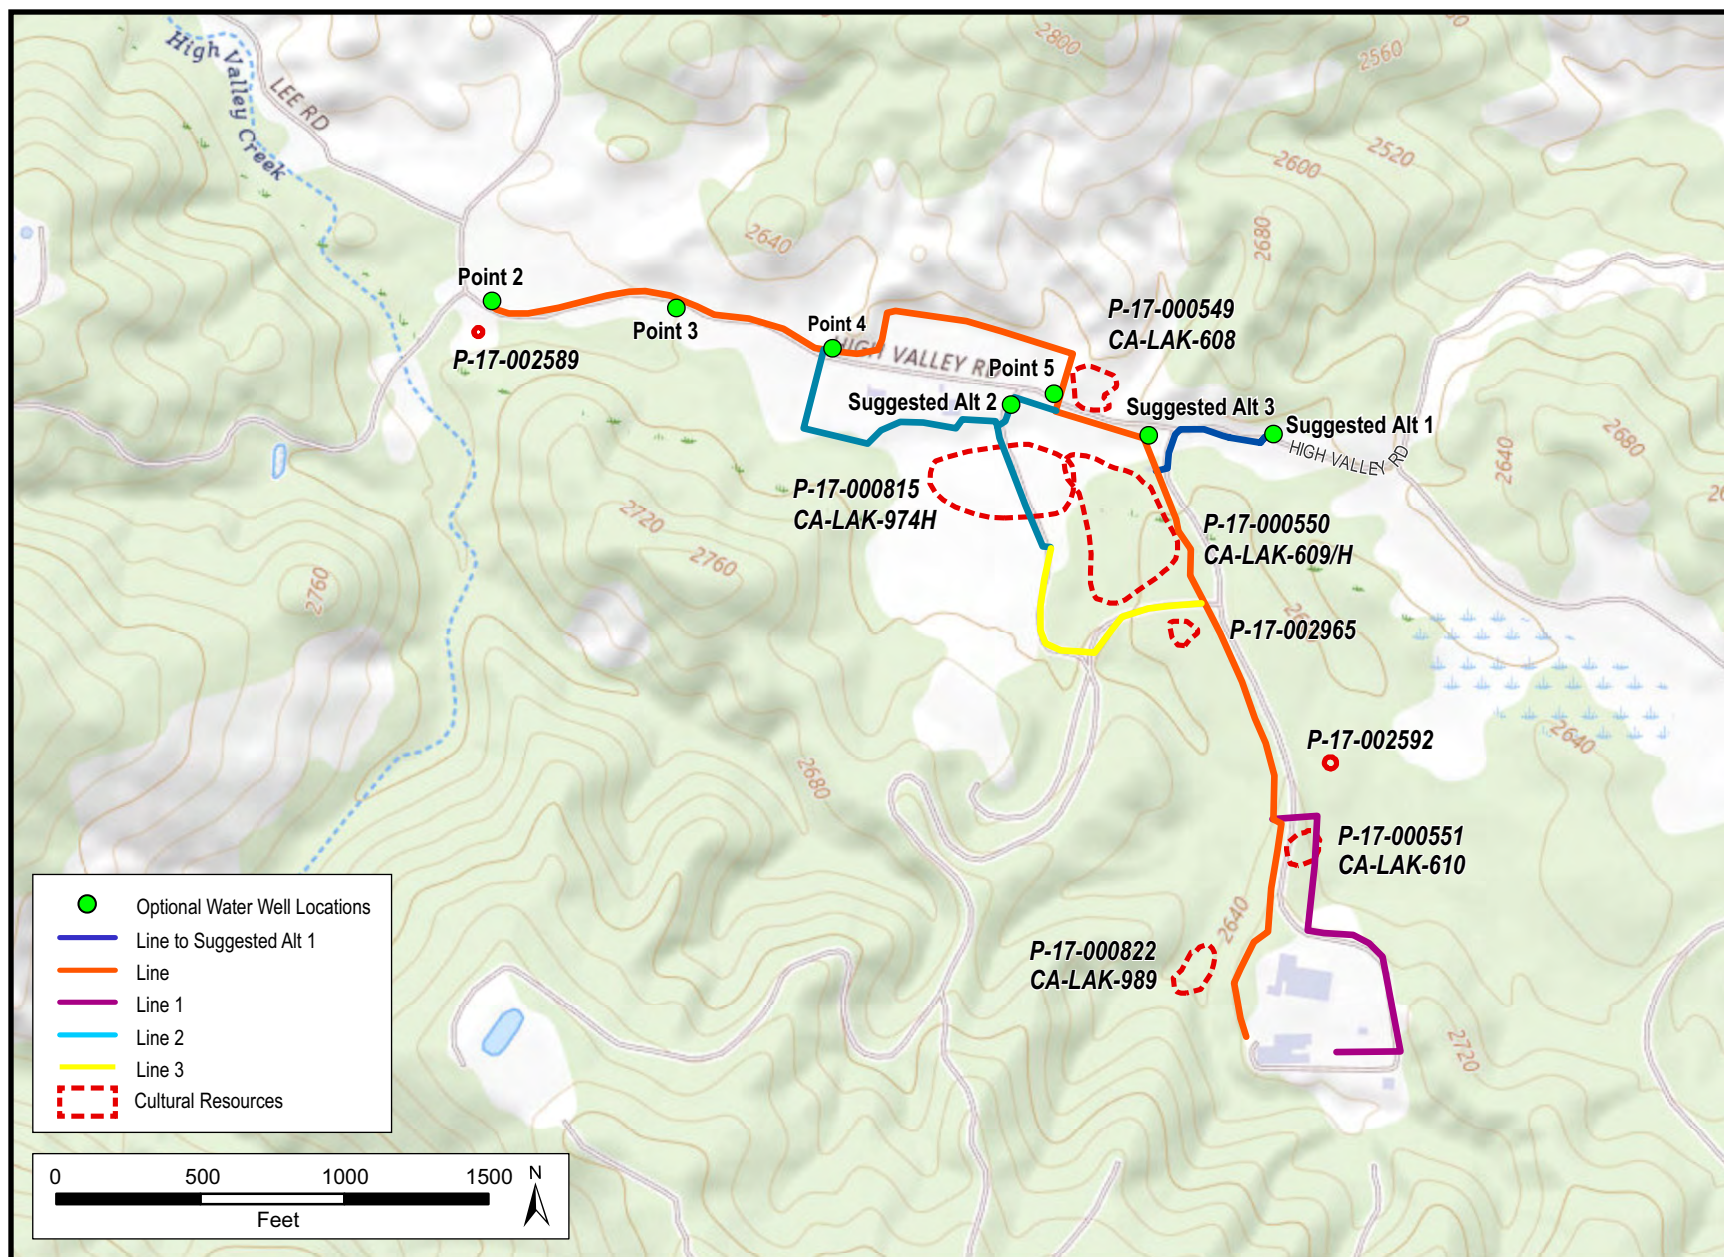 High Valley Creek
LEE RD
2800
2560
2520
2600
2680
2640
Point 2
Point 3
Point 4
HIGH VALLEY RD
Point 5
P-17-002589
P-17-000549
CA-LAK-608
Suggested Alt 2
Suggested Alt 3
Suggested Alt 1
HIGH VALLEY RD
2640
2680
P-17-000815
CA-LAK-974H
2720
2760
2760
P-17-000550
CA-LAK-609/H
P-17-002965
P-17-002592
2640
2680
P-17-000551
CA-LAK-610
2640
P-17-000822
CA-LAK-989
2720
Optional Water Well Locations
Line to Suggested Alt 1
Line
Line 1
Line 2
Line 3
Cultural Resources
0 500 1000 1500
Feet
N